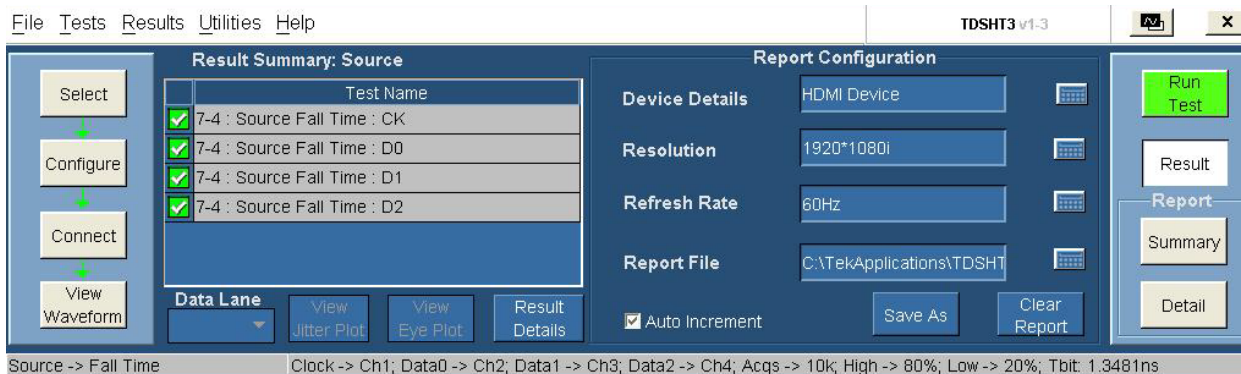 File Tests Results Utilities Help
TDSHT3 v1-3
X
Select
Configure
Connect
View
Waveform
Result Summary: Source
Test Name
7-4 : Source Fall Time : CK
7-4 : Source Fall Time : D0
7-4 : Source Fall Time : D1
7-4 : Source Fall Time : D2
Data Lane
View
Jitter Plot
View
Eye Plot
Result
Details
Report Configuration
Device Details HDMI Device
Resolution 1920*1080i
Refresh Rate 60Hz
Report File C:\TekApplications\TDSHT
Auto Increment
Save As
Clear
Report
Run
Test
Result
Report
Summary
Detail
Source -> Fall Time
Clock -> Ch1; Data0 -> Ch2; Data1 -> Ch3; Data2 -> Ch4; Acqs -> 10k; High -> 80%; Low -> 20%; Tbit: 1.3481ns